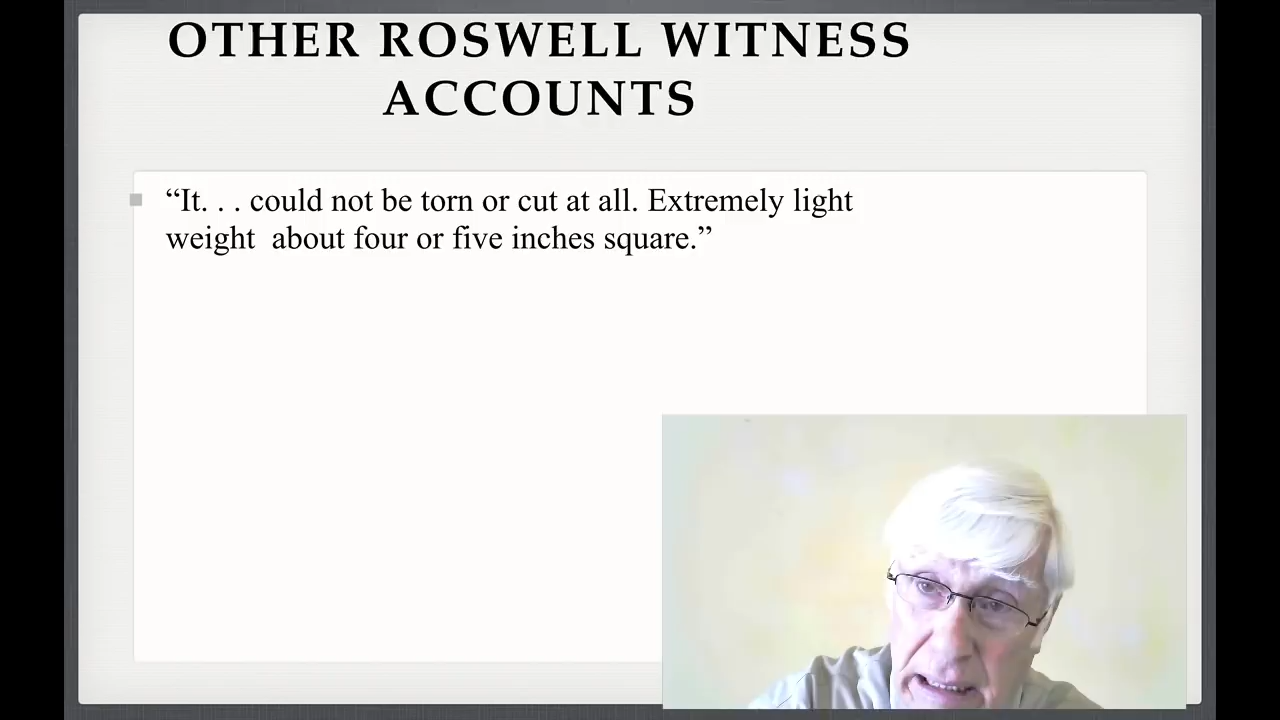 OTHER ROSWELL WITNESS
ACCOUNTS
“It. . . could not be torn or cut at all. Extremely light
weight  about four or five inches square.”